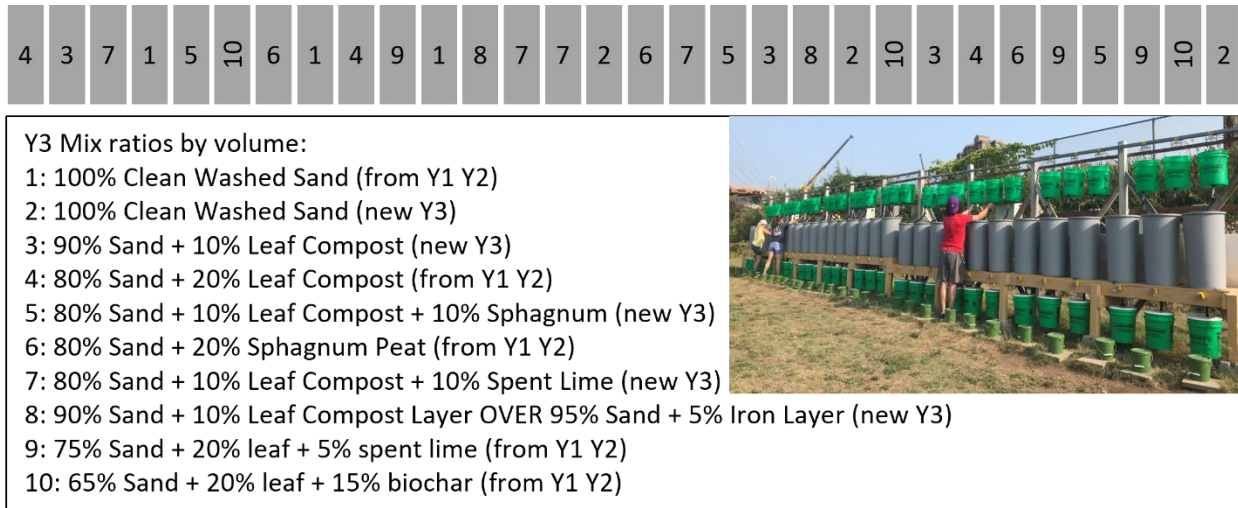 4 3 7 1 5 10 6 1 4 9 1 8 7 7 2 6 7 5 3 8 2 10 3 4 6 9 5 9 10 2
Y3 Mix ratios by volume:
1: 100% Clean Washed Sand (from Y1 Y2)
2: 100% Clean Washed Sand (new Y3)
3: 90% Sand + 10% Leaf Compost (new Y3)
4: 80% Sand + 20% Leaf Compost (from Y1 Y2)
5: 80% Sand + 10% Leaf Compost + 10% Sphagnum (new Y3)
6: 80% Sand + 20% Sphagnum Peat (from Y1 Y2)
7: 80% Sand + 10% Leaf Compost + 10% Spent Lime (new Y3)
8: 90% Sand + 10% Leaf Compost Layer OVER 95% Sand + 5% Iron Layer (new Y3)
9: 75% Sand + 20% leaf + 5% spent lime (from Y1 Y2)
10: 65% Sand + 20% leaf + 15% biochar (from Y1 Y2)